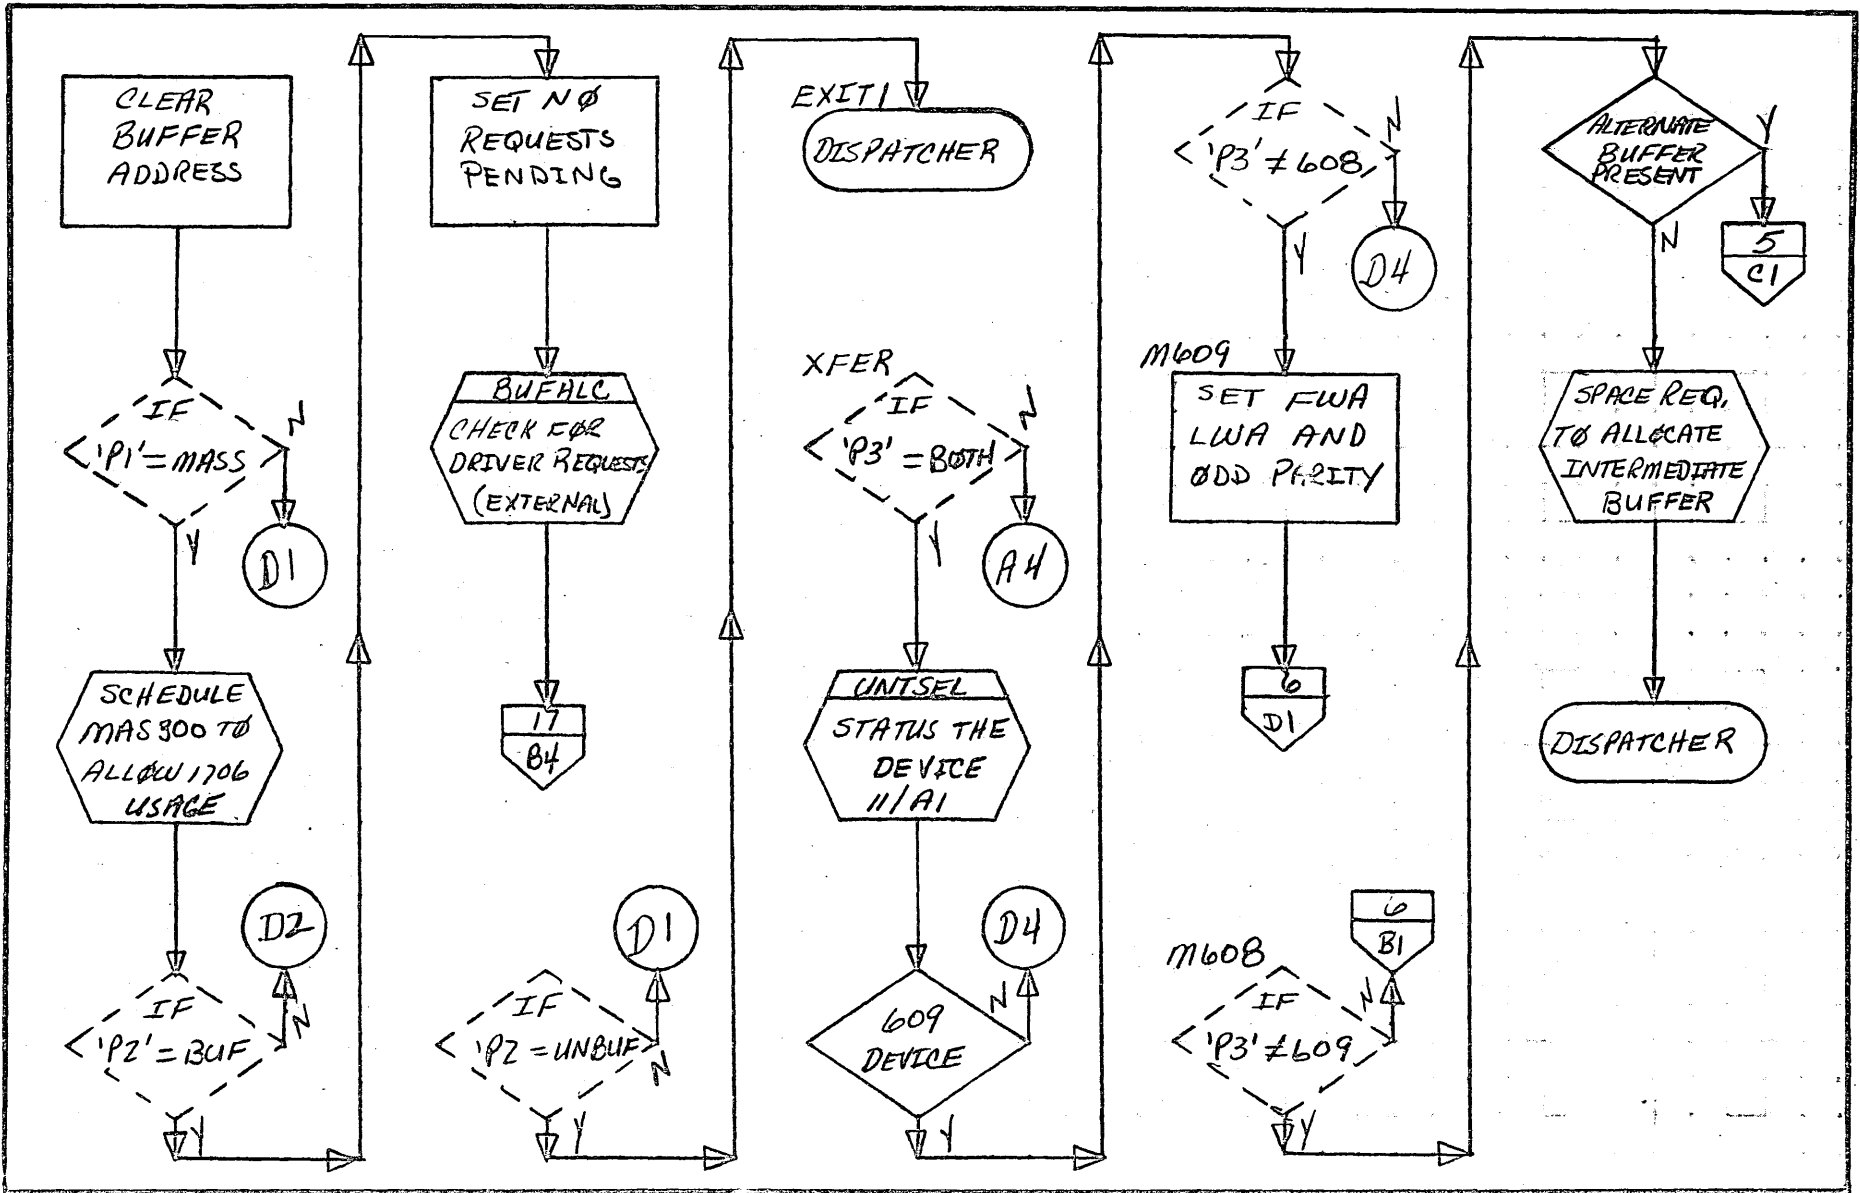 CLEAR
BUFFER
ADDRESS
IF
'P1'=MASS
N
Y
D1
SCHEDULE
MAS300 TØ
ALLØW 1706
USAGE
D2
IF
'P2'=BUF
N
Y
SET NØ
REQUESTS
PENDING
BUFALC
CHECK FØR
DRIVER REQUESTS
(EXTERNAL)
17
B4
D1
IF
'P2=UNBUF
N
Y
EXIT1
DISPATCHER
XFER
IF
'P3'=BØTH
N
Y
A4
UNTSEL
STATUS THE
DEVICE
11/A1
D4
N
609
DEVICE
Y
IF
'P3'≠608
N
Y
D4
M609
SET FWA
LWA AND
ØDD PARITY
6
D1
6
B1
M608
IF
'P3'≠609
N
Y
ALTERNATE
BUFFER
PRESENT
Y
N
5
C1
SPACE REQ.
TØ ALLØCATE
INTERMEDIATE
BUFFER
DISPATCHER